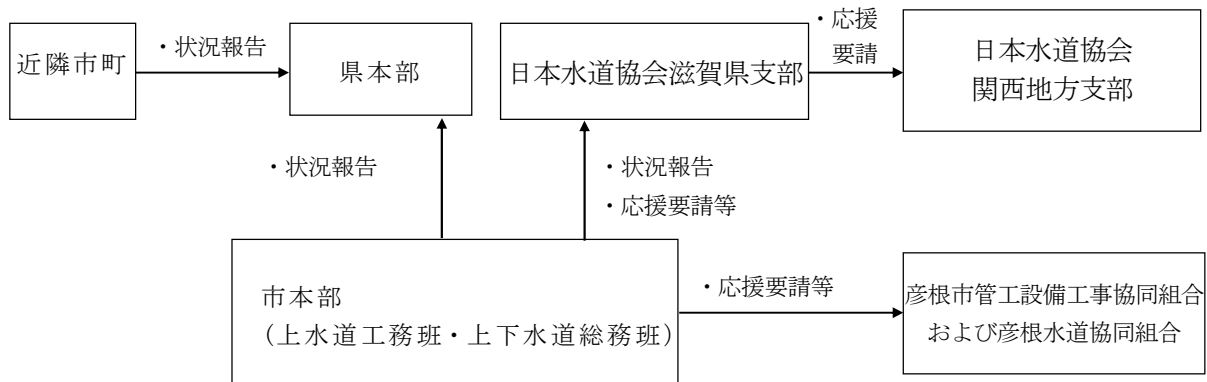 近隣市町
・状況報告
県本部
日本水道協会滋賀県支部
・応援
要請
日本水道協会
関西地方支部
・状況報告
・状況報告
・応援要請等
市本部
（上水道工務班・上下水道総務班）
・応援要請等
彦根市管工設備工事協同組合
および彦根水道協同組合